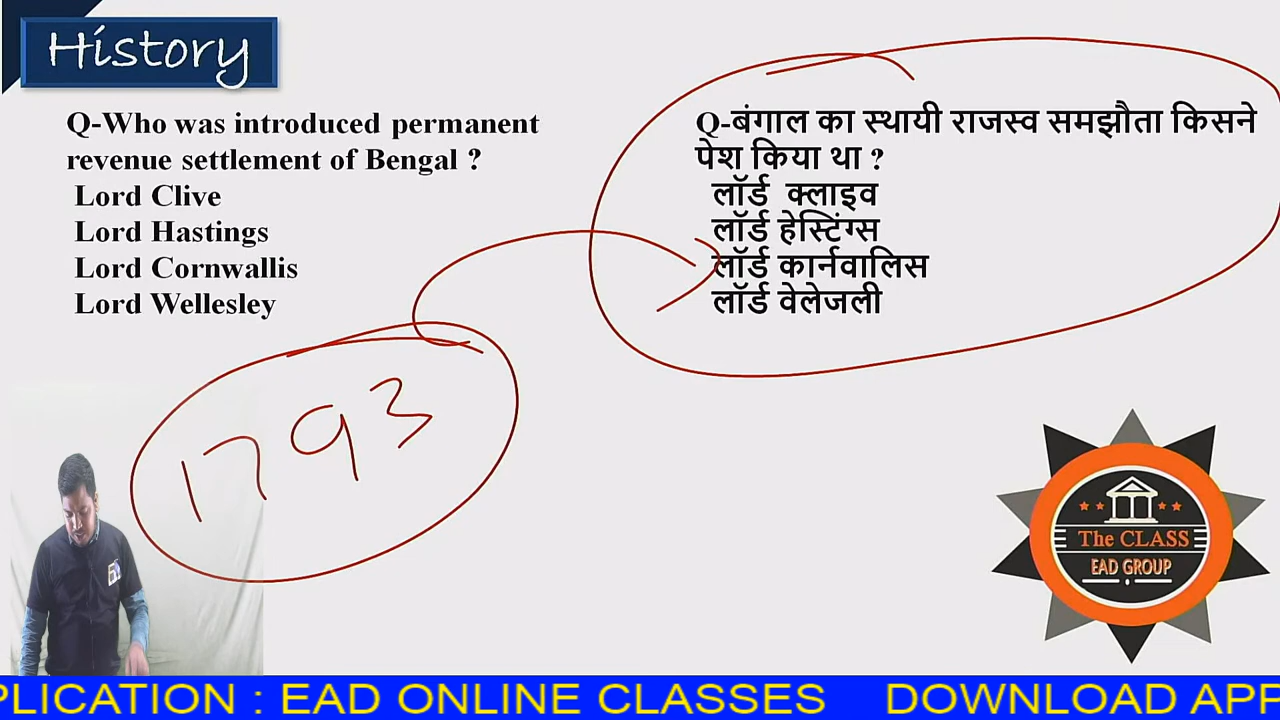 History
Q-Who was introduced permanent
revenue settlement of Bengal ?
Lord Clive
Lord Hastings
Lord Cornwallis
Lord Wellesley
Q-बंगाल का स्थायी राजस्व समझौता किसने
पेश किया था ?
लॉर्ड क्लाइव
लॉर्ड हेस्टिंग्स
लॉर्ड कार्नवालिस
लॉर्ड वेलेजली
1793
The CLASS
EAD GROUP
PLICATION : EAD ONLINE CLASSES DOWNLOAD APP